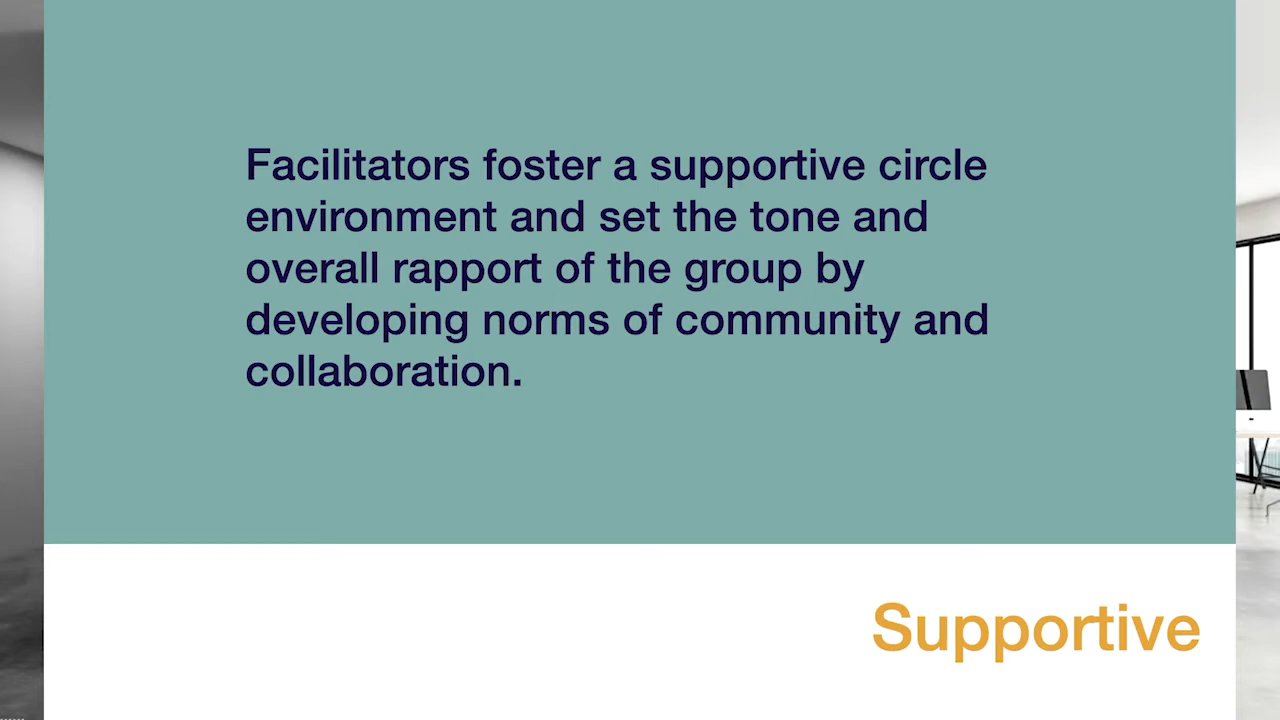 Facilitators foster a supportive circle
environment and set the tone and
overall rapport of the group by
developing norms of community and
collaboration.
Supportive